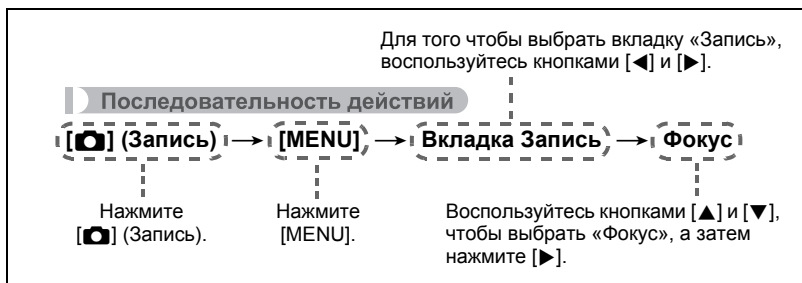 Для того чтобы выбрать вкладку «Запись»,
воспользуйтесь кнопками [◀] и [▶].
Последовательность действий
[📷] (Запись) → [MENU] → Вкладка Запись → Фокус
Нажмите
[📷] (Запись).
Нажмите
[MENU].
Воспользуйтесь кнопками [▲] и [▼],
чтобы выбрать «Фокус», а затем
нажмите [▶].